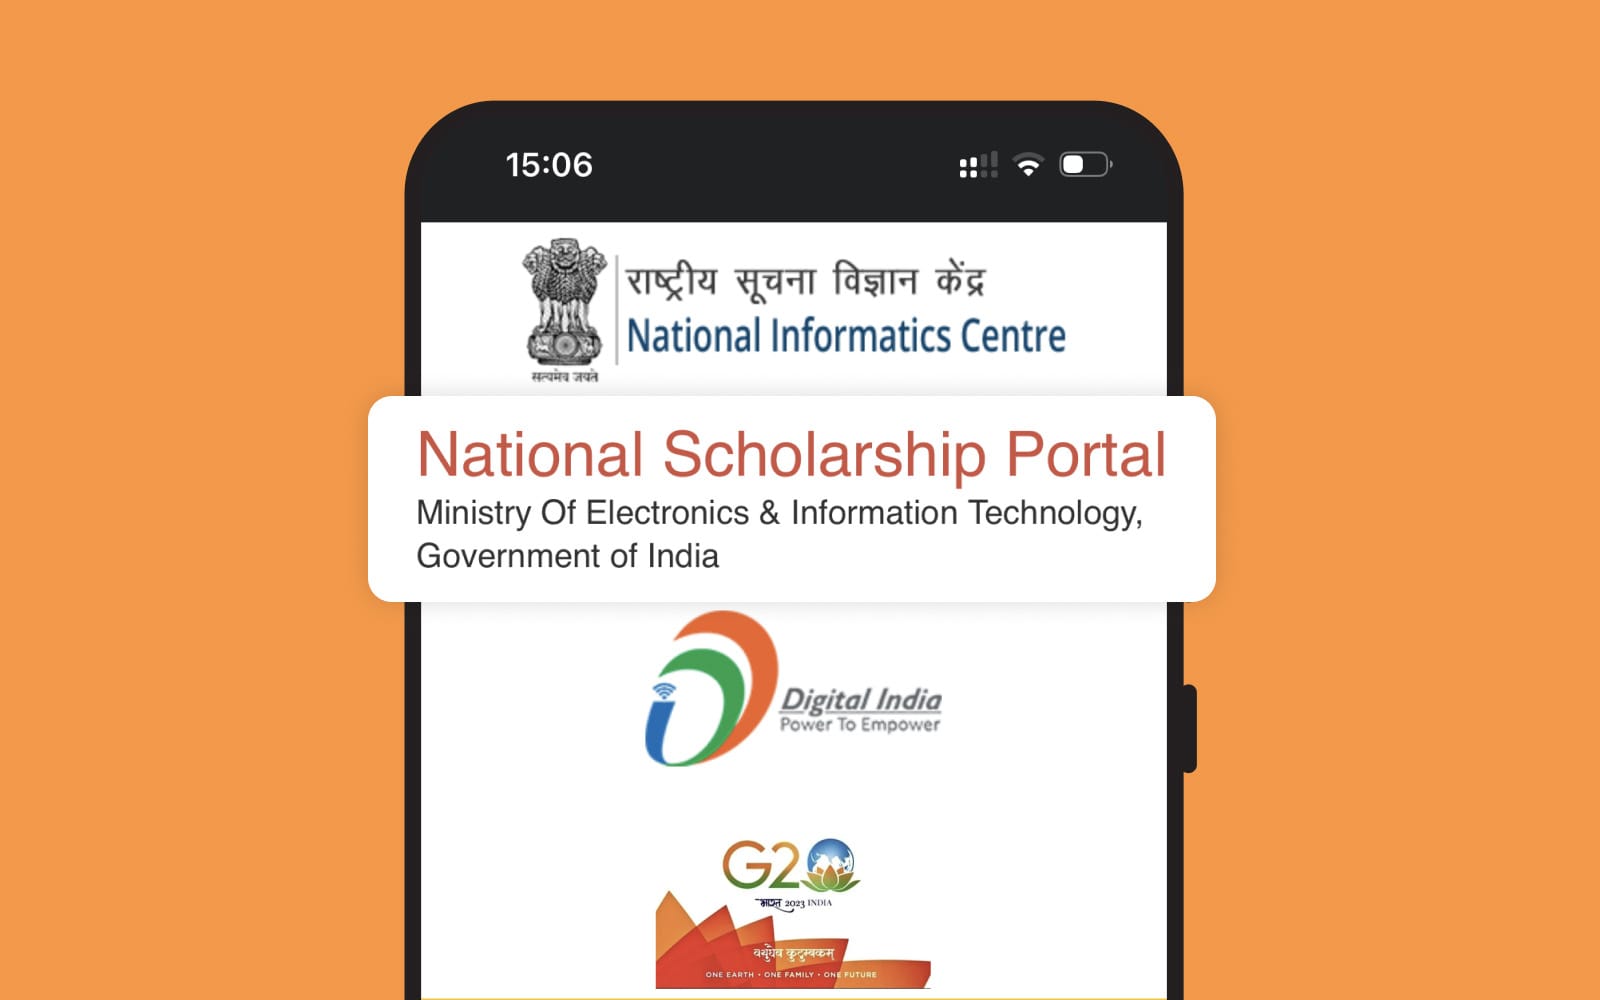 15:06
राष्ट्रीय सूचना विज्ञान केंद्र
National Informatics Centre
सत्यमेव जयते
National Scholarship Portal
Ministry Of Electronics & Information Technology,
Government of India
Digital India
Power To Empower
G20
भारत 2023 INDIA
वसुधैव कुटुम्बकम्
ONE EARTH • ONE FAMILY • ONE FUTURE